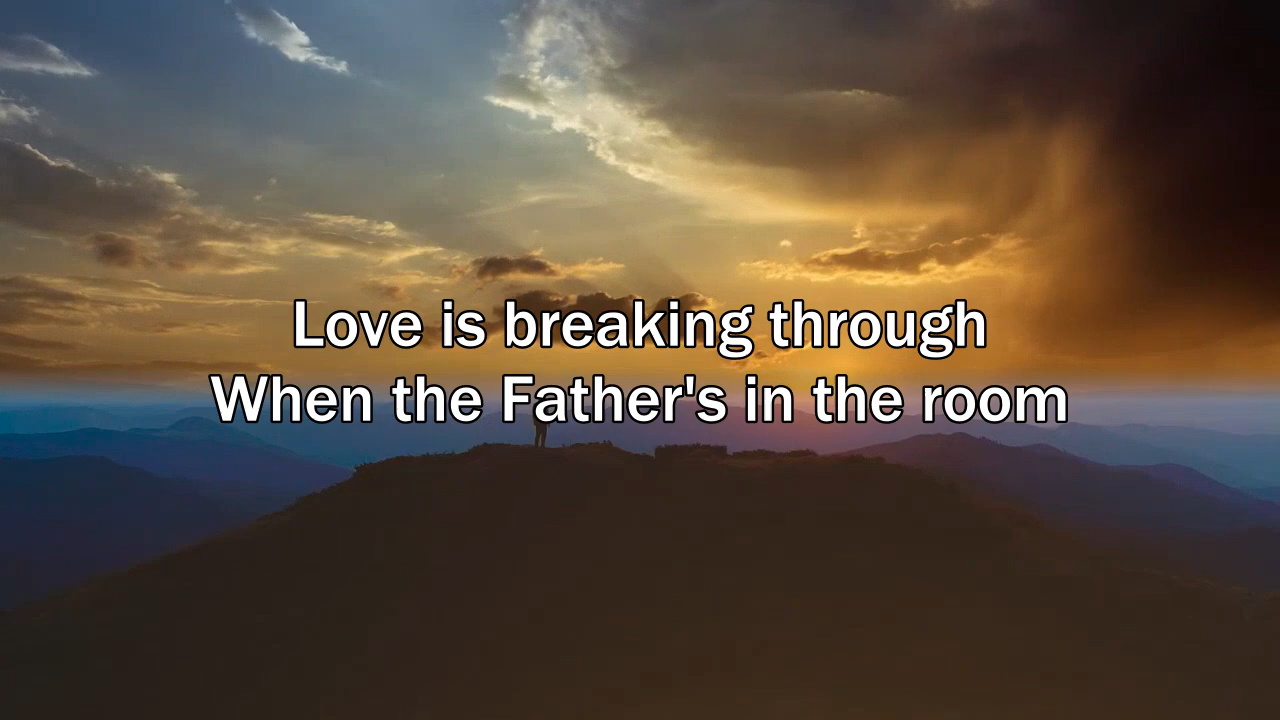 Love is breaking through
When the Father's in the room